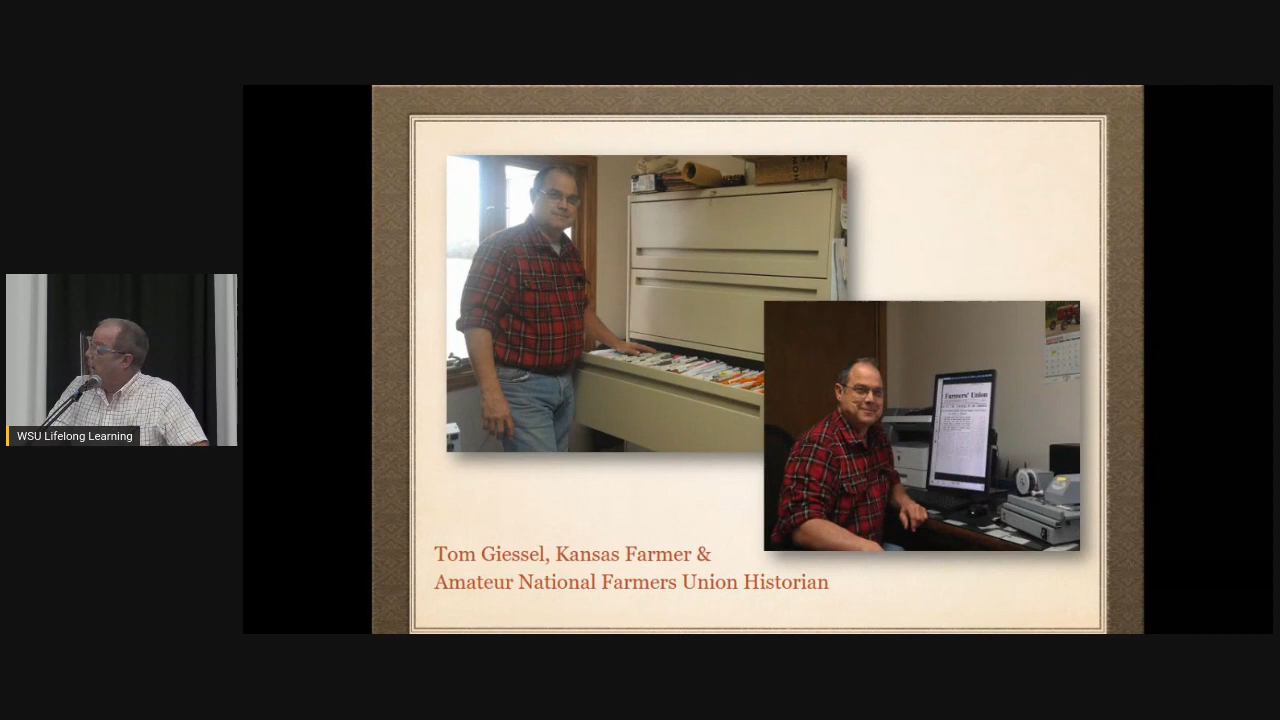 WSU Lifelong Learning
Farmers' Union
Tom Giessel, Kansas Farmer &
Amateur National Farmers Union Historian